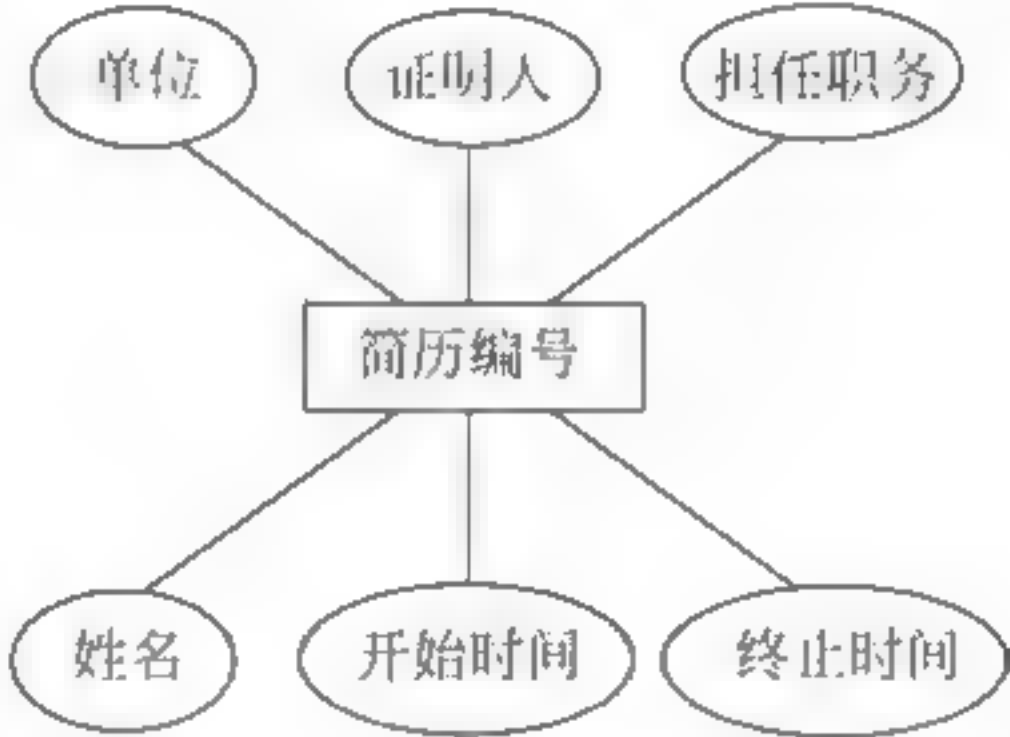 单位
证明人
担任职务
简历编号
姓名
开始时间
终止时间